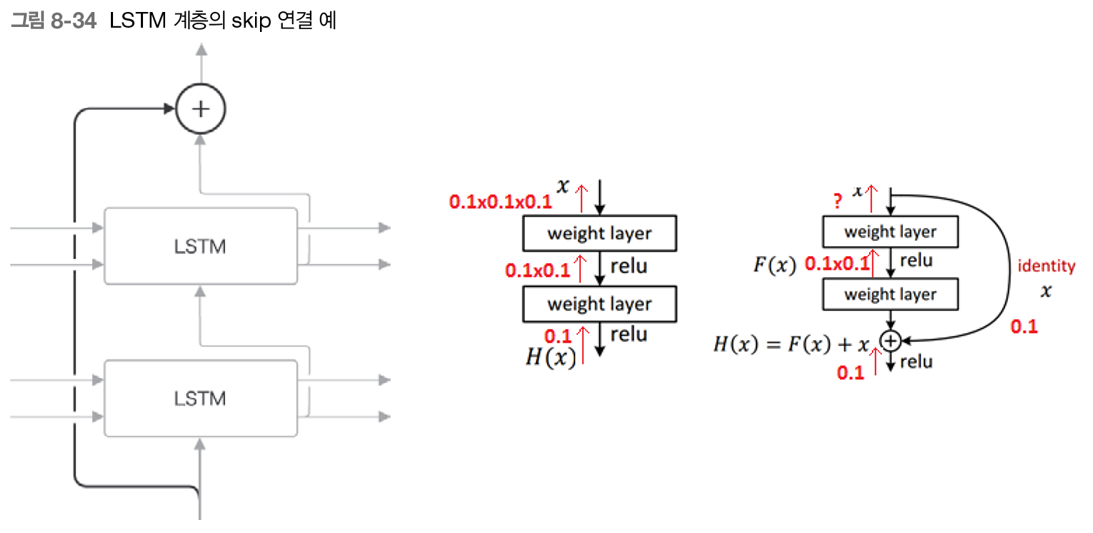 그림 8-34 LSTM 계층의 skip 연결 예
+
LSTM
LSTM
x
0.1x0.1x0.1
weight layer
0.1x0.1
relu
weight layer
0.1
relu
H(x)
? x
weight layer
F(x) 0.1x0.1
relu
identity
x
weight layer
0.1
H(x) = F(x) + x
+
relu
0.1